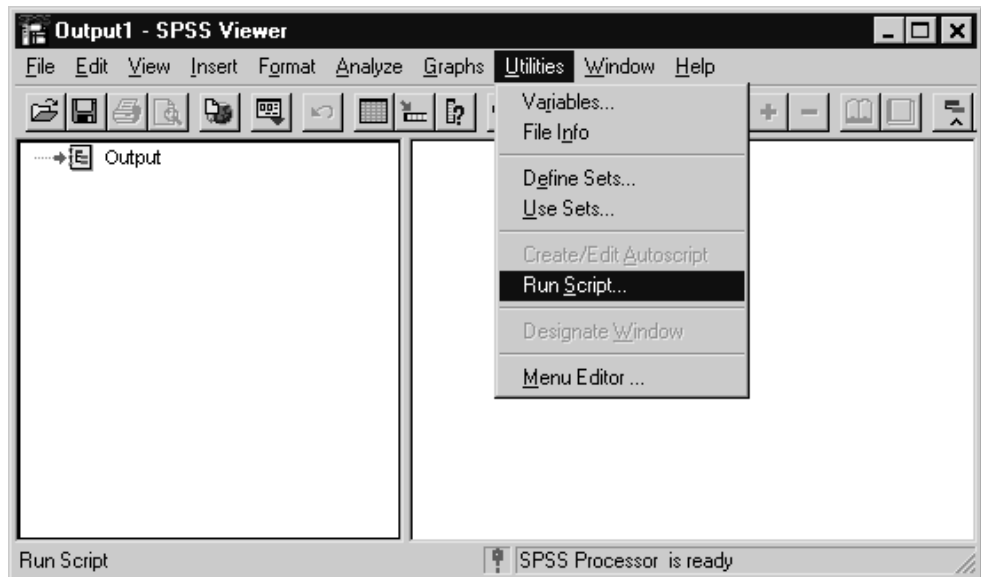 Output1 - SPSS Viewer
File Edit View Insert Format Analyze Graphs Utilities Window Help
Variables...
File Info
Output
Define Sets...
Use Sets...
Create/Edit Autoscript
Run Script...
Designate Window
Menu Editor ...
Run Script
SPSS Processor is ready